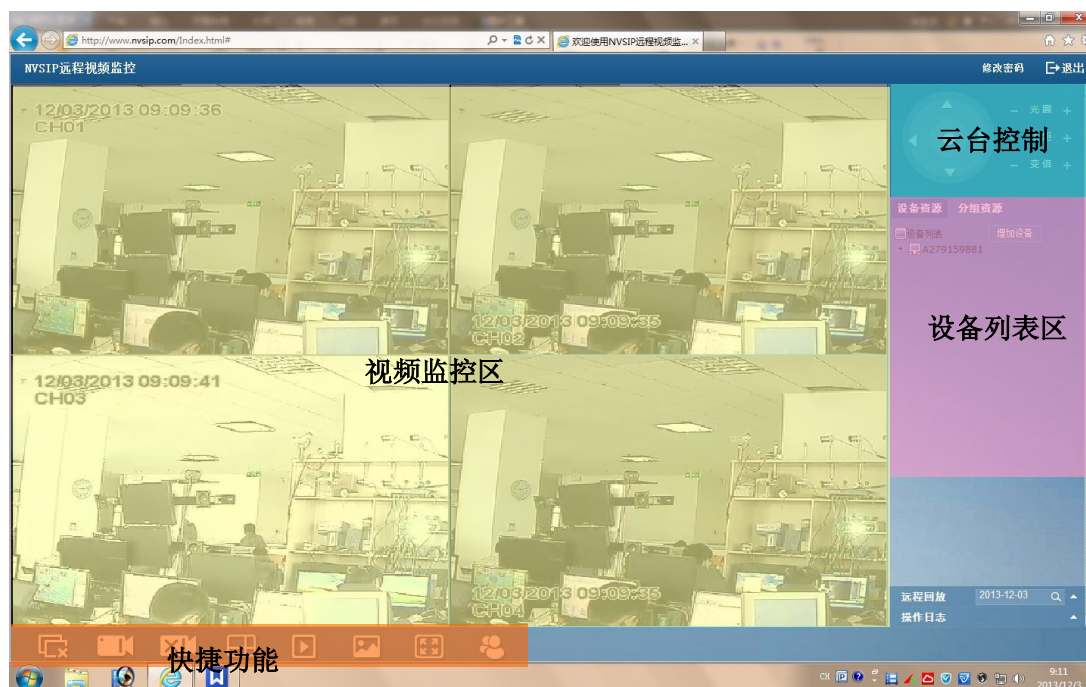 http://www.nvsip.com/Index.html#
欢迎使用NVSIP远程视频监...
NVSIP远程视频监控
修改密码
退出
12/03/2013 09:09:36
CH01
12/03/2013 09:09:35
CH02
12/03/2013 09:09:41
CH03
12/03/2013 09:09:35
CH04
视频监控区
光圈
云台控制
变倍
设备资源 分组资源
设备列表 增加设备
A279159881
设备列表区
远程回放 2013-12-03
操作日志
快捷功能
CH
9:11
2013/12/3